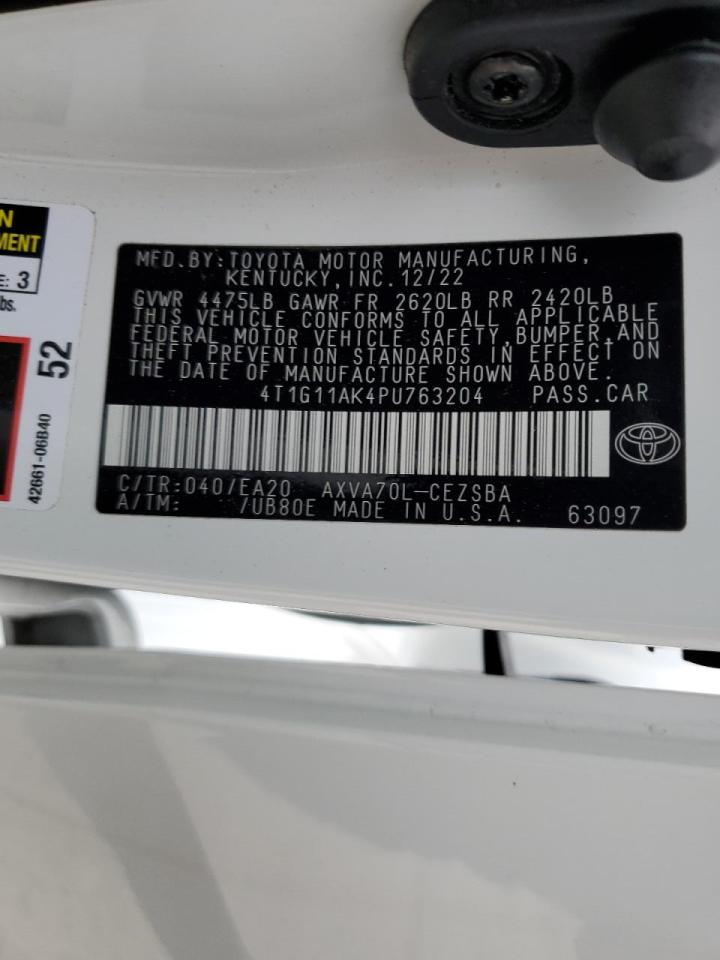 N
MENT
E: 3
bs.
52
42661-06B40
MFD.BY:TOYOTA MOTOR MANUFACTURING,
KENTUCKY,INC.12/22
GVWR 4475LB GAWR FR 2620LB RR 2420LB
THIS VEHICLE CONFORMS TO ALL APPLICABLE
FEDERAL MOTOR VEHICLE SAFETY,BUMPER,AND
THEFT PREVENTION STANDARDS IN EFFECT ON
THE DATE OF MANUFACTURE SHOWN ABOVE.
4T1G11AK4PU763204 PASS.CAR
C/TR:040/EA20 AXVA70L-CEZSBA
A/TM: /UB80E MADE IN U.S.A. 63097